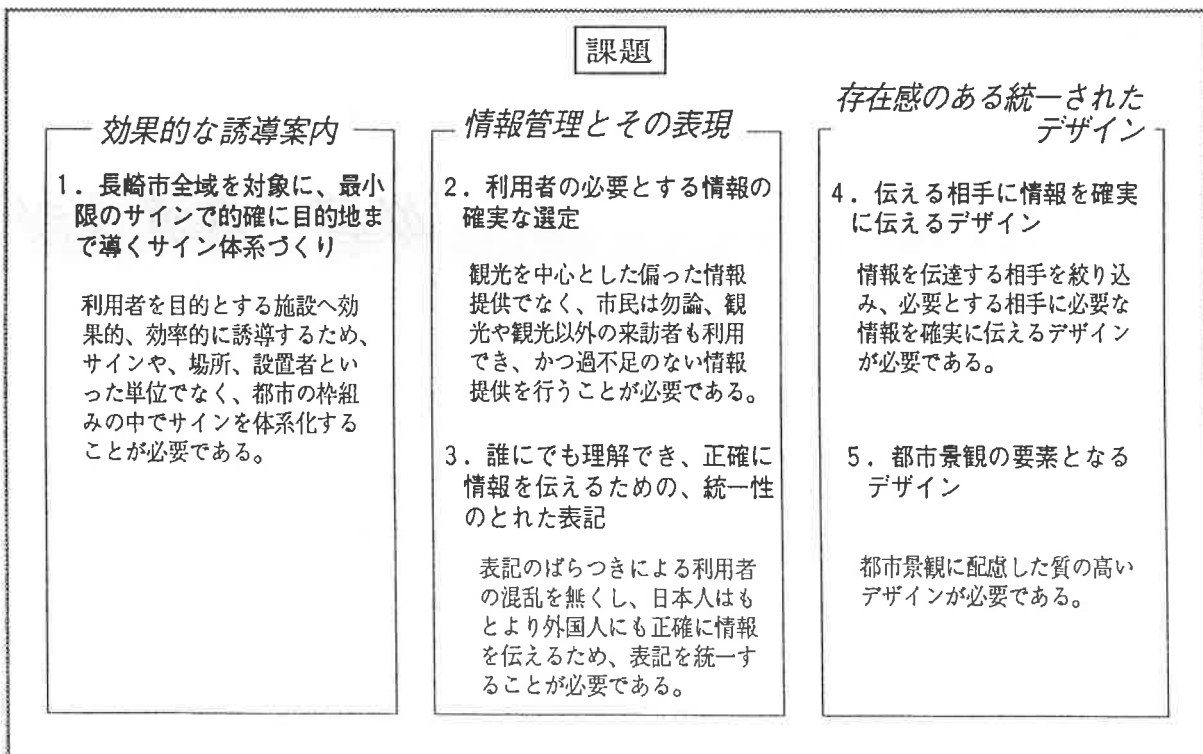 課題
効果的な誘導案内
1．長崎市全域を対象に、最小
限のサインで的確に目的地ま
で導くサイン体系づくり
利用者を目的とする施設へ効
果的、効率的に誘導するため、
サインや、場所、設置者とい
った単位でなく、都市の枠組
みの中でサインを体系化する
ことが必要である。
情報管理とその表現
2．利用者の必要とする情報の
確実な選定
観光を中心とした偏った情報
提供でなく、市民は勿論、観
光や観光以外の来訪者も利用
でき、かつ過不足のない情報
提供を行うことが必要である。
3．誰にでも理解でき、正確に
情報を伝えるための、統一性
のとれた表記
表記のばらつきによる利用者
の混乱を無くし、日本人はも
とより外国人にも正確に情報
を伝えるため、表記を統一す
ることが必要である。
存在感のある統一された
デザイン
4．伝える相手に情報を確実
に伝えるデザイン
情報を伝達する相手を絞り込
み、必要とする相手に必要な
情報を確実に伝えるデザイン
が必要である。
5．都市景観の要素となる
デザイン
都市景観に配慮した質の高い
デザインが必要である。